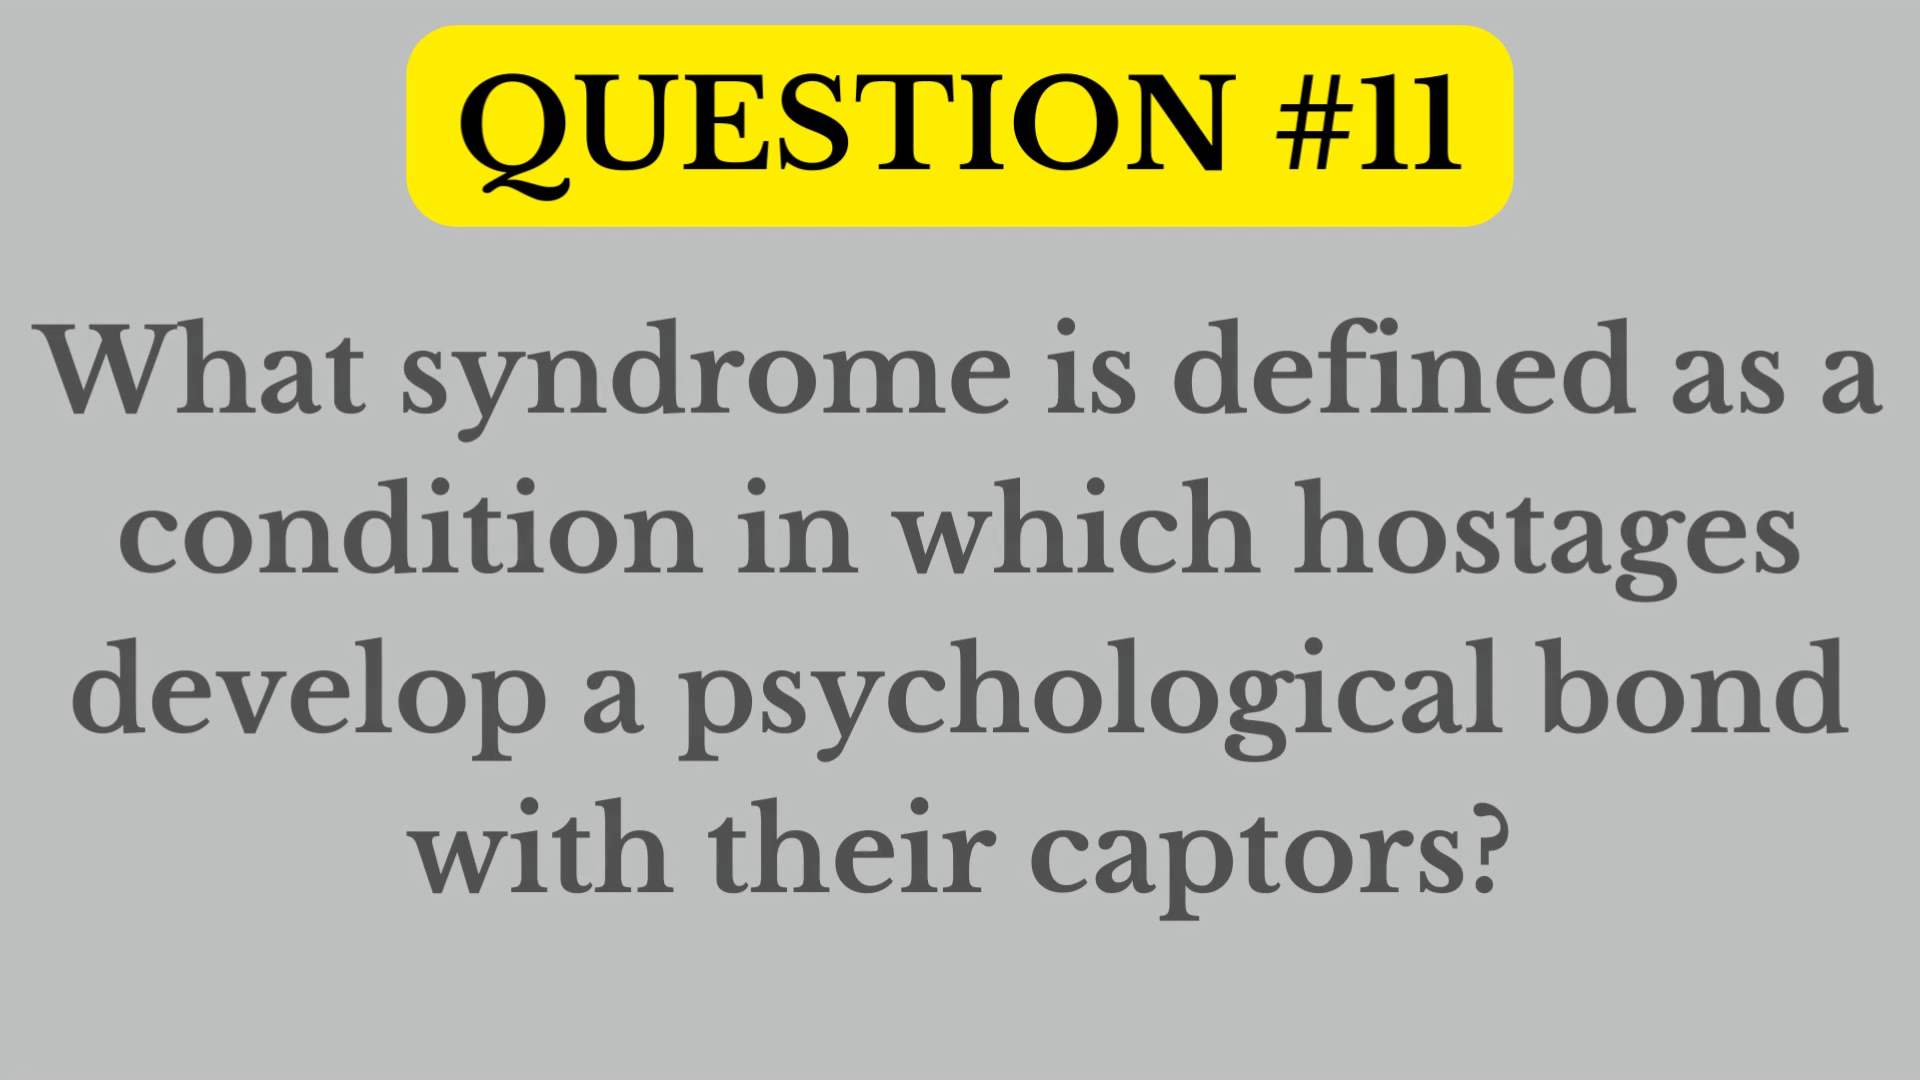 QUESTION #11
What syndrome is defined as a
condition in which hostages
develop a psychological bond
with their captors?